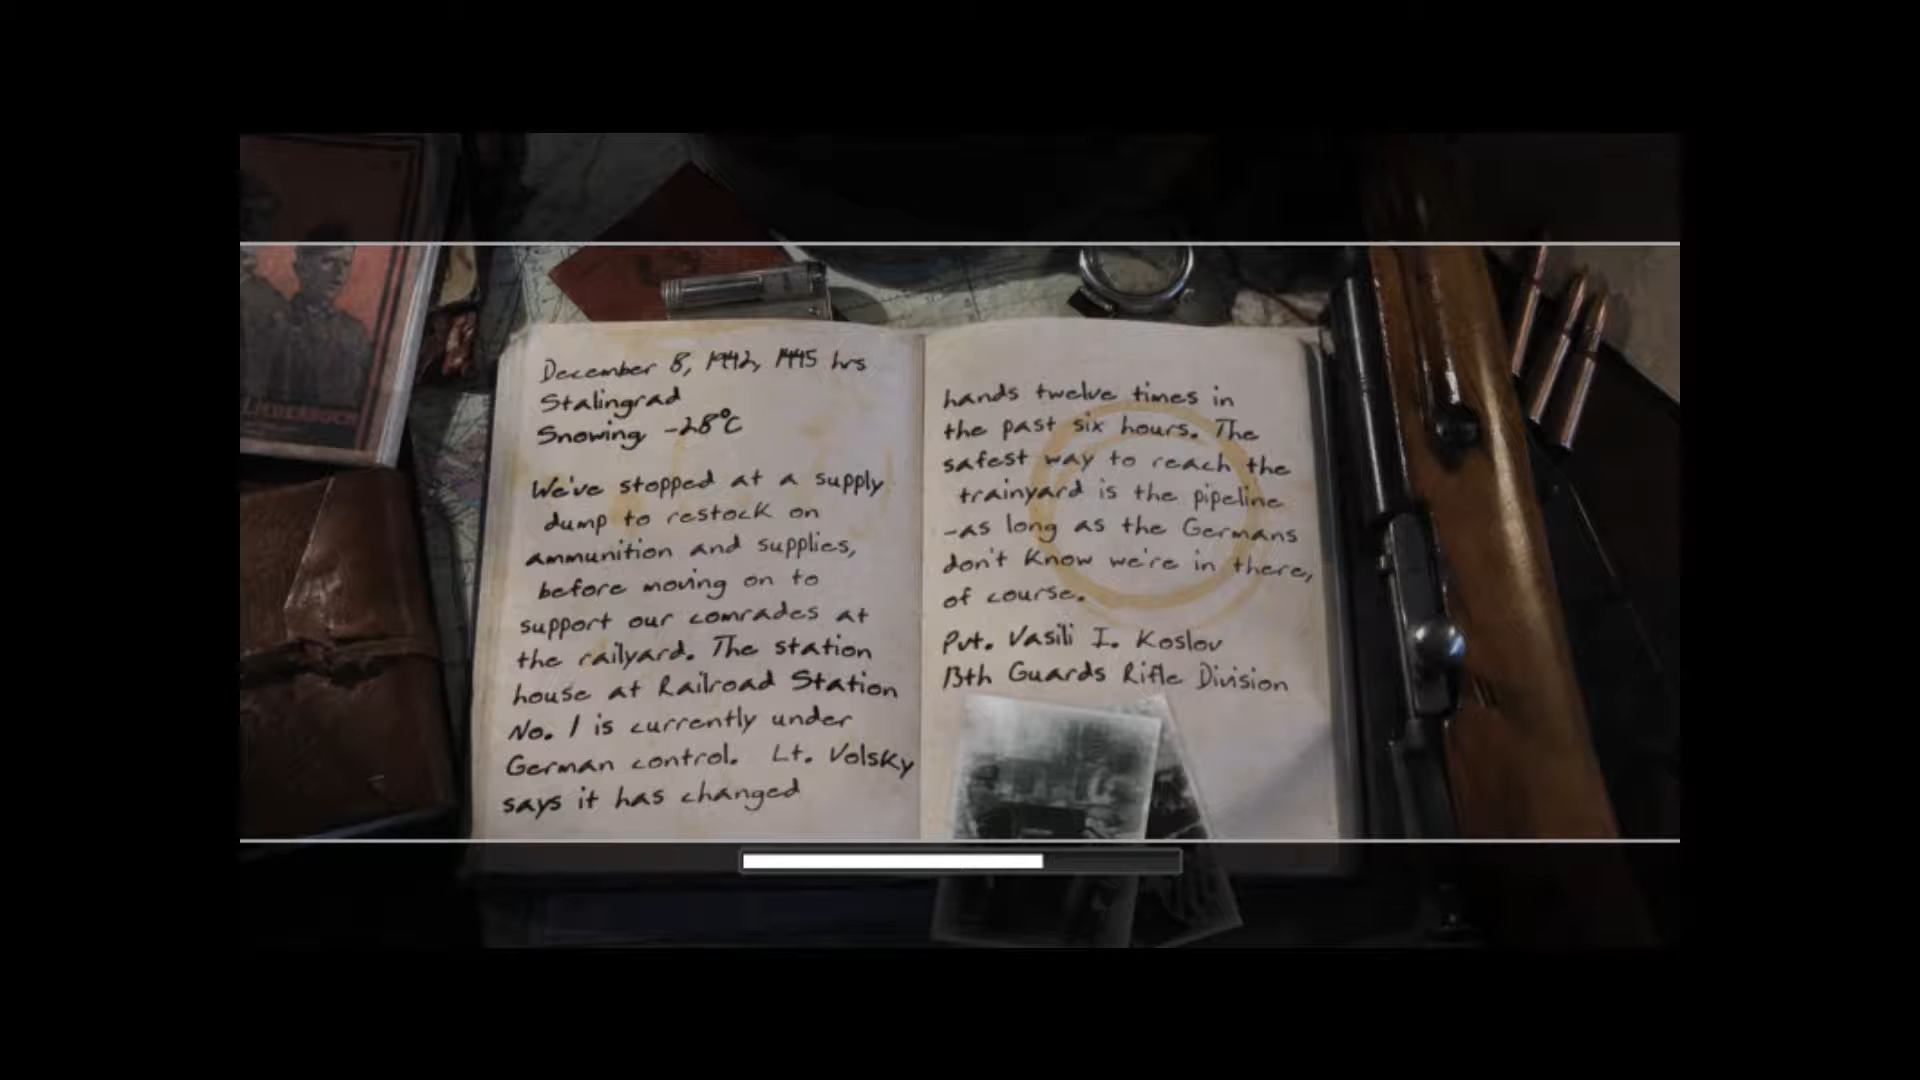 LIEDERBUCH
December 8, 1942, 1445 hrs
Stalingrad
Snowing -28°C
We've stopped at a supply
dump to restock on
ammunition and supplies,
before moving on to
support our comrades at
the railyard. The station
house at Railroad Station
No. 1 is currently under
German control. Lt. Volsky
says it has changed
hands twelve times in
the past six hours. The
safest way to reach the
trainyard is the pipeline
-as long as the Germans
don't know we're in there,
of course.
Pvt. Vasili I. Koslov
13th Guards Rifle Division